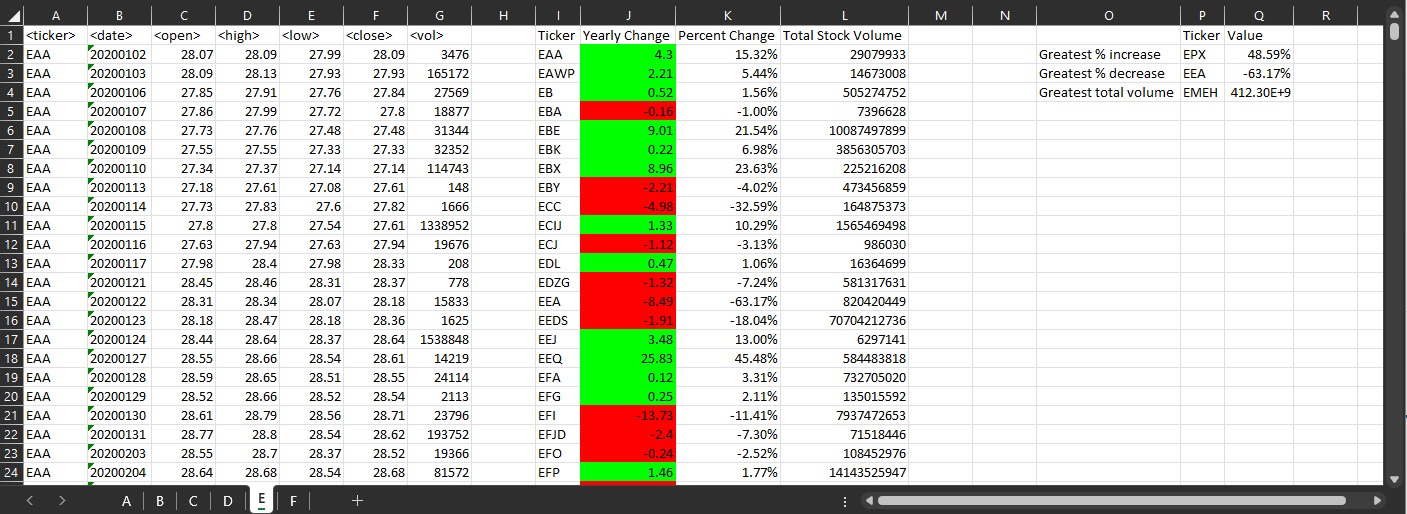 A B C D E F G H I J K L M N O P Q R
1 <ticker> <date> <open> <high> <low> <close> <vol> Ticker Yearly Change Percent Change Total Stock Volume Ticker Value
2 EAA 20200102 28.07 28.09 27.99 28.09 3476 EAA 4.3 15.32% 29079933 Greatest % increase EPX 48.59%
3 EAA 20200103 28.09 28.13 27.93 27.93 165172 EAWP 2.21 5.44% 14673008 Greatest % decrease EEA -63.17%
4 EAA 20200106 27.85 27.91 27.76 27.84 27569 EB 0.52 1.56% 505274752 Greatest total volume EMEH 412.30E+9
5 EAA 20200107 27.86 27.99 27.72 27.8 18877 EBA -0.16 -1.00% 7396628
6 EAA 20200108 27.73 27.76 27.48 27.48 31344 EBE 9.01 21.54% 10087497899
7 EAA 20200109 27.55 27.55 27.33 27.33 32352 EBK 0.22 6.98% 3856305703
8 EAA 20200110 27.34 27.37 27.14 27.14 114743 EBX 8.96 23.63% 225216208
9 EAA 20200113 27.18 27.61 27.08 27.61 148 EBY -2.21 -4.02% 473456859
10 EAA 20200114 27.73 27.83 27.6 27.82 1666 ECC -4.98 -32.59% 164875373
11 EAA 20200115 27.8 27.8 27.54 27.61 1338952 ECIJ 1.33 10.29% 1565469498
12 EAA 20200116 27.63 27.94 27.63 27.94 19676 ECJ -1.12 -3.13% 986030
13 EAA 20200117 27.98 28.4 27.98 28.33 208 EDL 0.47 1.06% 16364699
14 EAA 20200121 28.45 28.46 28.31 28.37 778 EDZG -1.32 -7.24% 581317631
15 EAA 20200122 28.31 28.34 28.07 28.18 15833 EEA -8.49 -63.17% 820420449
16 EAA 20200123 28.18 28.47 28.18 28.36 1625 EEDS -1.91 -18.04% 70704212736
17 EAA 20200124 28.44 28.64 28.37 28.64 1538848 EEJ 3.48 13.00% 6297141
18 EAA 20200127 28.55 28.66 28.54 28.61 14219 EEQ 25.83 45.48% 584483818
19 EAA 20200128 28.59 28.65 28.51 28.55 24114 EFA 0.12 3.31% 732705020
20 EAA 20200129 28.52 28.66 28.52 28.54 2113 EFG 0.25 2.11% 135015592
21 EAA 20200130 28.61 28.79 28.56 28.71 23796 EFI -13.73 -11.41% 7937472653
22 EAA 20200131 28.77 28.8 28.54 28.62 193752 EFJD -2.4 -7.30% 71518446
23 EAA 20200203 28.55 28.7 28.37 28.52 19366 EFO -0.24 -2.52% 108452976
24 EAA 20200204 28.64 28.68 28.54 28.68 81572 EFP 1.46 1.77% 14143525947
A B C D E F